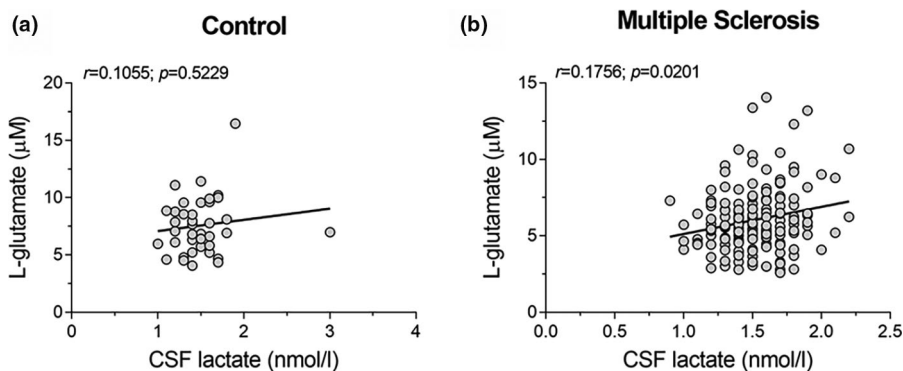 (a)
Control
r=0.1055; p=0.5229
L-glutamate (μM)
20
15
10
5
0
0 1 2 3 4
CSF lactate (nmol/l)
(b)
Multiple Sclerosis
r=0.1756; p=0.0201
L-glutamate (μM)
15
10
5
0
0.0 0.5 1.0 1.5 2.0 2.5
CSF lactate (nmol/l)